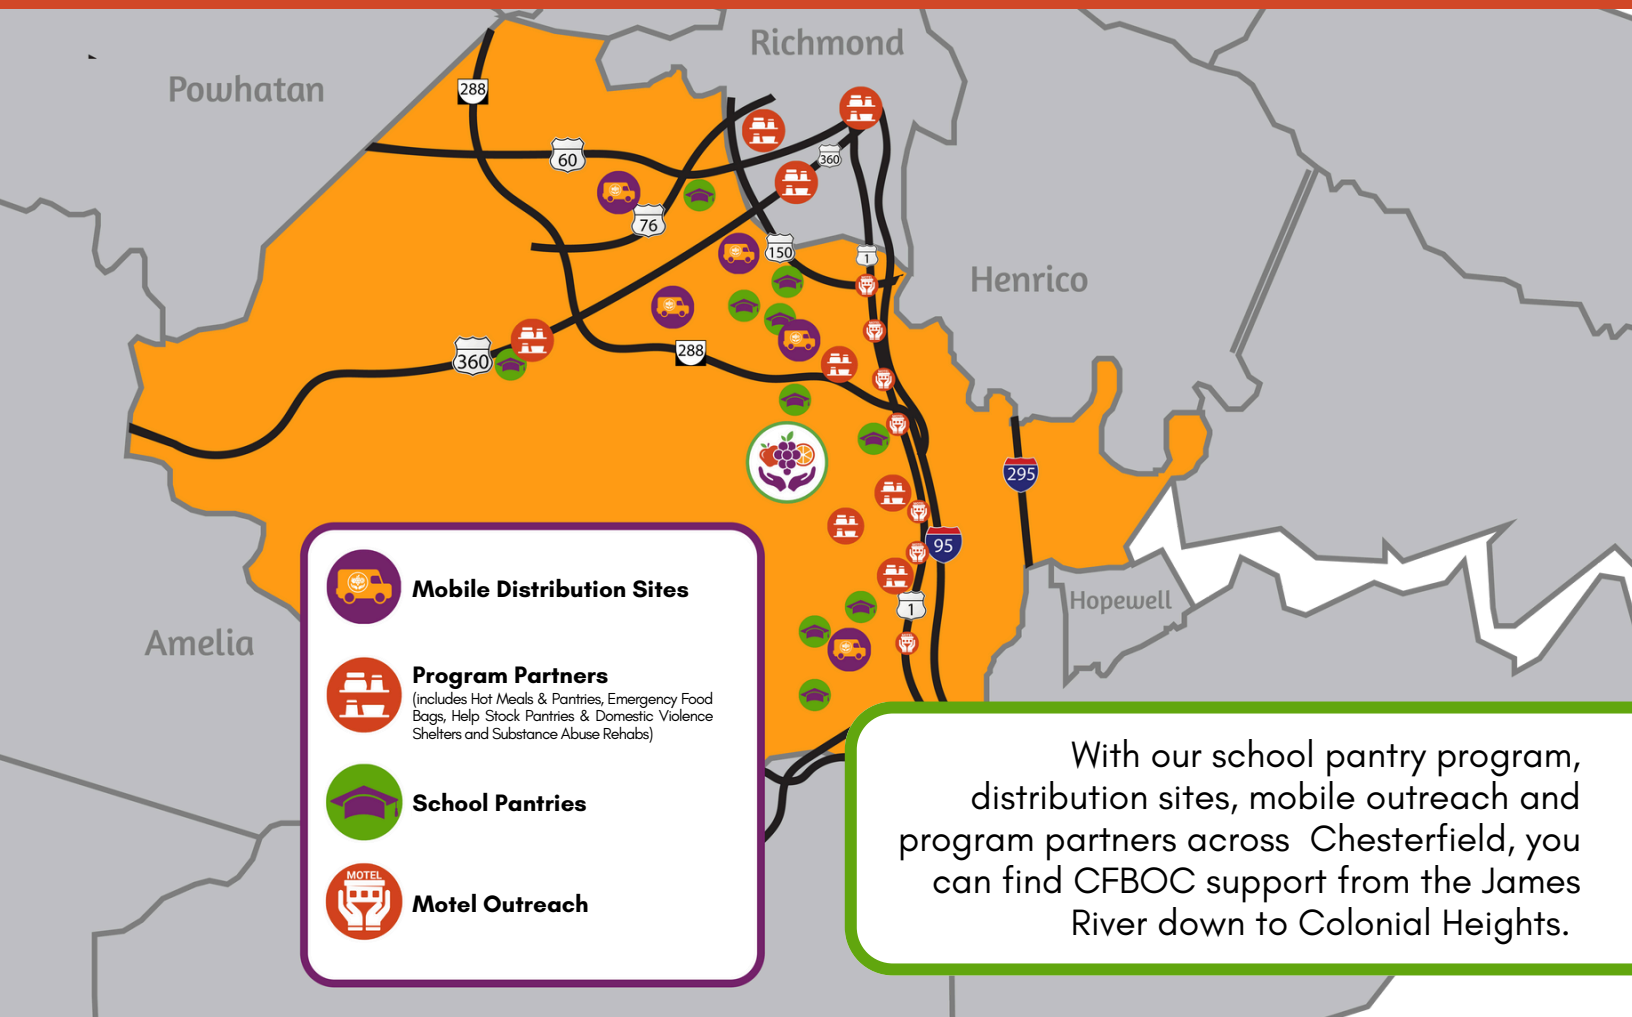 Richmond
Powhatan
288
60
360
76
150
1
Henrico
360
288
295
95
1
Hopewell
Amelia
Mobile Distribution Sites
Program Partners
(includes Hot Meals & Pantries, Emergency Food
Bags, Help Stock Pantries & Domestic Violence
Shelters and Substance Abuse Rehabs)
School Pantries
MOTEL
Motel Outreach
With our school pantry program,
distribution sites, mobile outreach and
program partners across Chesterfield, you
can find CFBOC support from the James
River down to Colonial Heights.